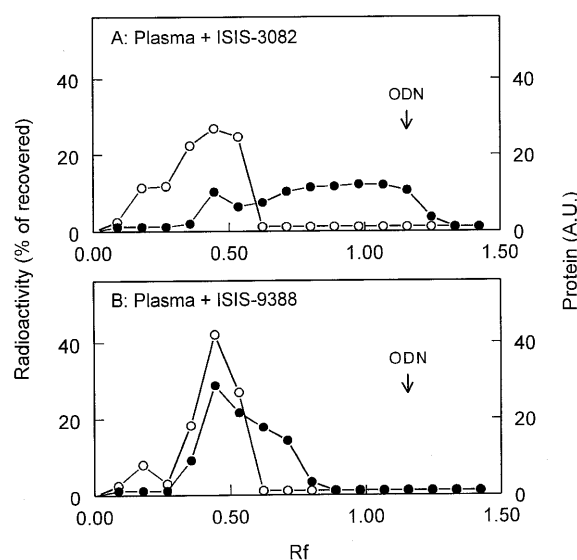 A: Plasma + ISIS-3082
40
20
0
0.00 0.50 1.00 1.50
40
20
0
ODN
B: Plasma + ISIS-9388
40
20
0
0.00 0.50 1.00 1.50
40
20
0
ODN
Radioactivity (% of recovered)
Protein (A.U.)
Rf